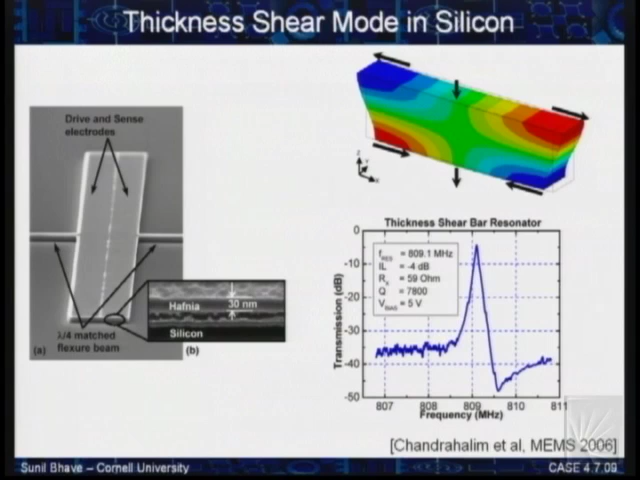 Thickness Shear Mode in Silicon
Drive and Sense
electrodes
Hafnia
30 nm
Silicon
λ/4 matched
flexure beam
(a)
(b)
Z
Y
X
Thickness Shear Bar Resonator
Transmission (dB)
0
-10
-20
-30
-40
-50
fRES = 809.1 MHz
IL = -4 dB
Rx = 59 Ohm
Q = 7800
VBIAS = 5 V
807
808
809
810
811
Frequency (MHz)
[Chandrahalim et al, MEMS 2006]
Sunil Bhave – Cornell University
CASE 4.7.09